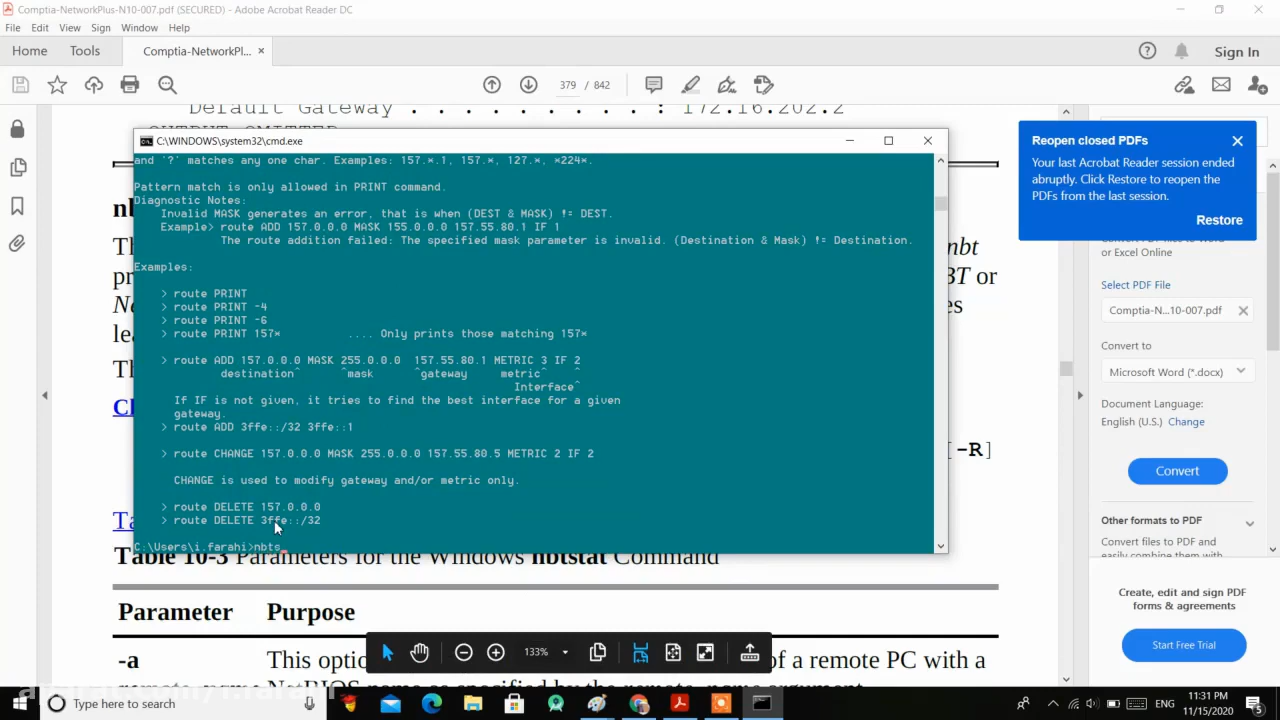 Comptia-NetworkPlus-N10-007.pdf (SECURED) - Adobe Acrobat Reader DC
File Edit View Sign Window Help
Home Tools Comptia-NetworkPl... × Sign In
379 / 842
Default Gateway . . . . . . . . . : 172.16.202.2
C:\WINDOWS\system32\cmd.exe
and '?' matches any one char. Examples: 157.*.1, 157.*, 127.*, *224*.
Pattern match is only allowed in PRINT command.
Diagnostic Notes:
Invalid MASK generates an error, that is when (DEST & MASK) != DEST.
Example> route ADD 157.0.0.0 MASK 155.0.0.0 157.55.80.1 IF 1
The route addition failed: The specified mask parameter is invalid. (Destination & Mask) != Destination.
Examples:
> route PRINT
> route PRINT -4
> route PRINT -6
> route PRINT 157* .... Only prints those matching 157*
> route ADD 157.0.0.0 MASK 255.0.0.0 157.55.80.1 METRIC 3 IF 2
destination^ ^mask ^gateway metric^ ^
Interface^
If IF is not given, it tries to find the best interface for a given
gateway.
> route ADD 3ffe::/32 3ffe::1
> route CHANGE 157.0.0.0 MASK 255.0.0.0 157.55.80.5 METRIC 2 IF 2
CHANGE is used to modify gateway and/or metric only.
> route DELETE 157.0.0.0
> route DELETE 3ffe::/32
C:\Users\i.farahi>nbts
nbt
BT or
es
[-R]
Table 10-3 Parameters for the Windows nbtstat Command
Parameter Purpose
-a This optio of a remote PC with a
NetBIOS name as specified by the remote_name argument
Reopen closed PDFs
Your last Acrobat Reader session ended
abruptly. Click Restore to reopen the
PDFs from the last session.
Restore
or Excel Online
Select PDF File
Comptia-N...10-007.pdf
Convert to
Microsoft Word (*.docx)
Document Language:
English (U.S.) Change
Convert
Other formats to PDF
Convert files to PDF and
easily combine them with
Create, edit and sign PDF
forms & agreements
Start Free Trial
133%
Type here to search
ENG
11:31 PM
11/15/2020
5